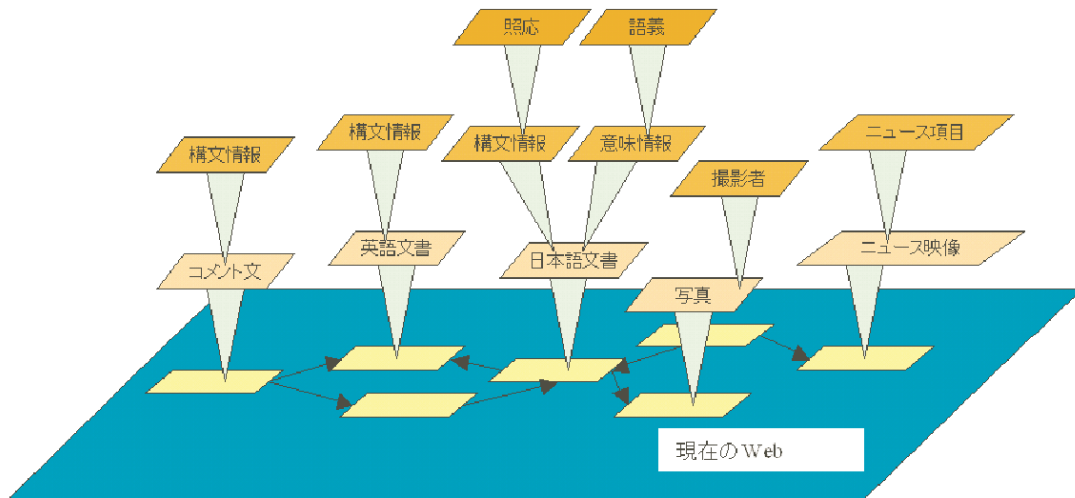 照応
語義
構文情報
構文情報
構文情報
意味情報
ニュース項目
撮影者
コメント文
英語文書
日本語文書
写真
ニュース映像
現在のWeb